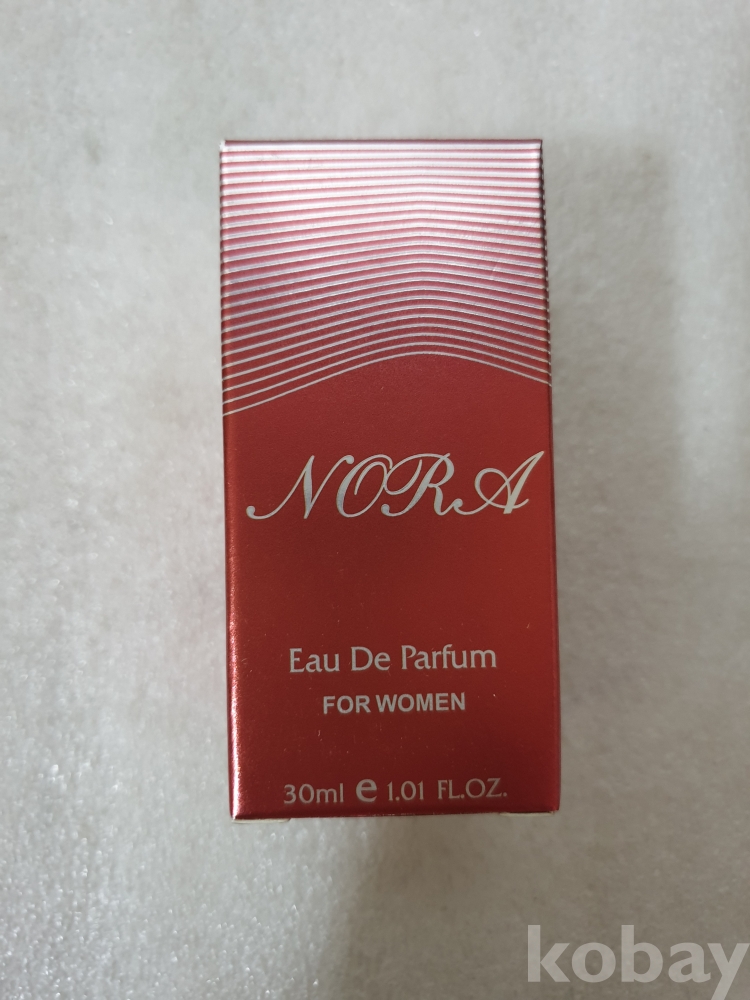 NORA
Eau De Parfum
FOR WOMEN
30ml e 1.01 FL.OZ.
kobay